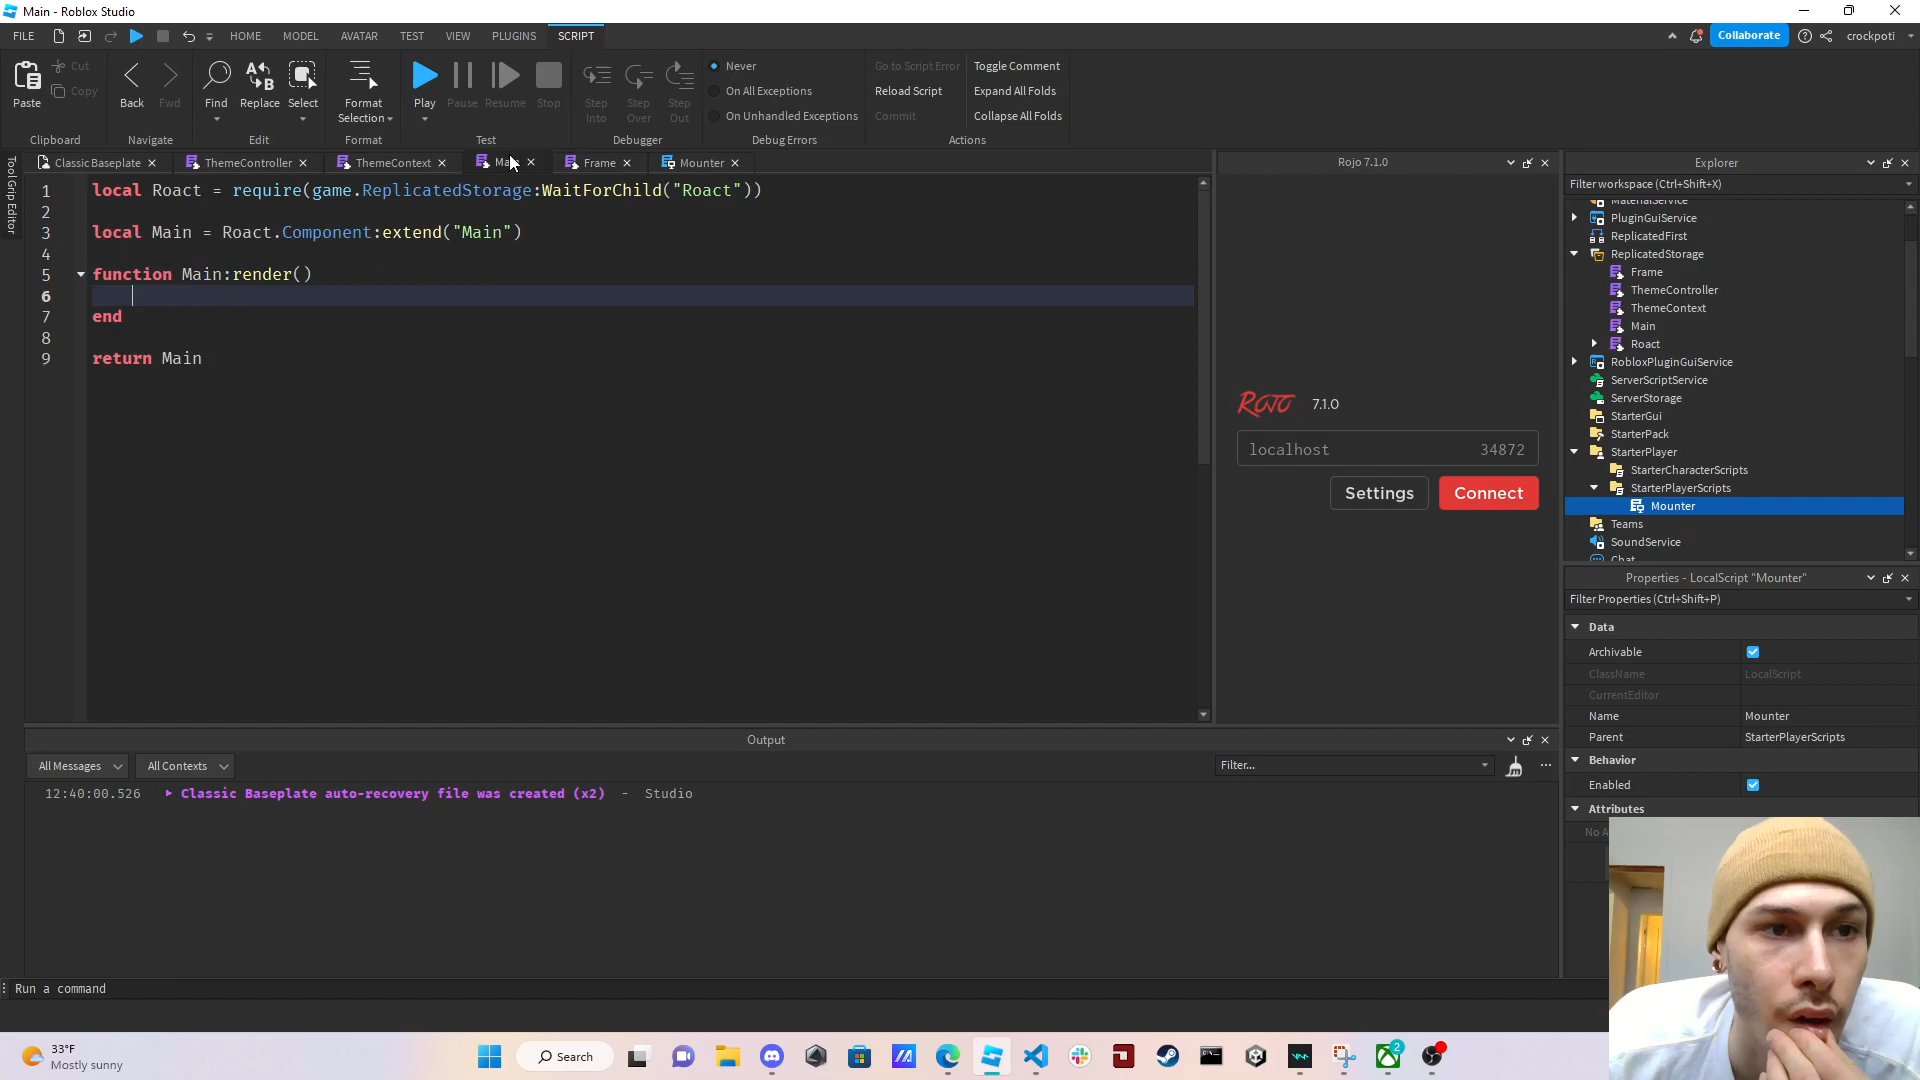 Main - Roblox Studio
FILE
HOME
MODEL
AVATAR
TEST
VIEW
PLUGINS
SCRIPT
Collaborate
crockpoti
Paste
Cut
Copy
Clipboard
Back
Fwd
Navigate
Find
Replace
Select
Edit
Format
Selection
Format
Play
Pause
Resume
Stop
Test
Step
Into
Step
Over
Step
Out
Debugger
Never
On All Exceptions
On Unhandled Exceptions
Debug Errors
Go to Script Error
Reload Script
Commit
Toggle Comment
Expand All Folds
Collapse All Folds
Actions
Tool Grip Editor
Classic Baseplate
ThemeController
ThemeContext
Frame
Mounter
1 local Roact = require(game.ReplicatedStorage:WaitForChild("Roact"))
2
3 local Main = Roact.Component:extend("Main")
4
5 function Main:render()
6
7 end
8
9 return Main
Rojo 7.1.0
ROJO 7.1.0
localhost 34872
Settings
Connect
Explorer
Filter workspace (Ctrl+Shift+X)
MaterialService
PluginGuiService
ReplicatedFirst
ReplicatedStorage
Frame
ThemeController
ThemeContext
Main
Roact
RobloxPluginGuiService
ServerScriptService
ServerStorage
StarterGui
StarterPack
StarterPlayer
StarterCharacterScripts
StarterPlayerScripts
Mounter
Teams
SoundService
Chat
Properties - LocalScript "Mounter"
Filter Properties (Ctrl+Shift+P)
Data
Archivable
ClassName LocalScript
CurrentEditor
Name Mounter
Parent StarterPlayerScripts
Behavior
Enabled
Attributes
Output
All Messages
All Contexts
Filter...
12:40:00.526 Classic Baseplate auto-recovery file was created (x2) - Studio
Run a command
33°F
Mostly sunny
Search
2